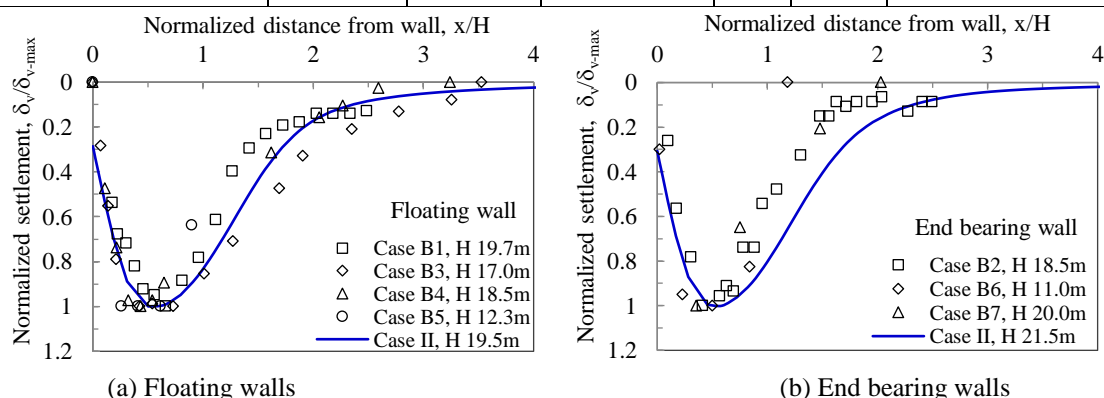 Normalized distance from wall, x/H
0 1 2 3 4
Normalized settlement, δv/δv-max
0
0.2
0.4
0.6
0.8
1
1.2
Floating wall
Case B1, H 19.7m
Case B3, H 17.0m
Case B4, H 18.5m
Case B5, H 12.3m
Case II, H 19.5m
(a) Floating walls
Normalized distance from wall, x/H
0 1 2 3 4
Normalized settlement, δv/δv-max
0
0.2
0.4
0.6
0.8
1
1.2
End bearing wall
Case B2, H 18.5m
Case B6, H 11.0m
Case B7, H 20.0m
Case II, H 21.5m
(b) End bearing walls